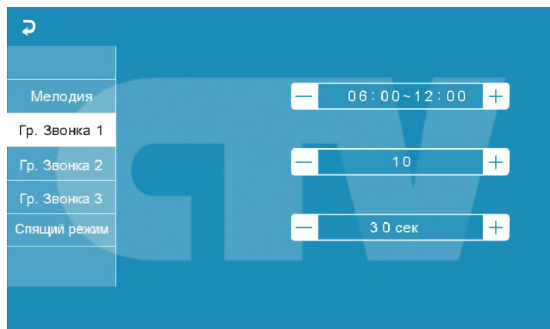 Мелодия
Гр. Звонка 1
Гр. Звонка 2
Гр. Звонка 3
Спящий режим
— 06:00~12:00 +
— 10 +
— 30 сек +
CTV